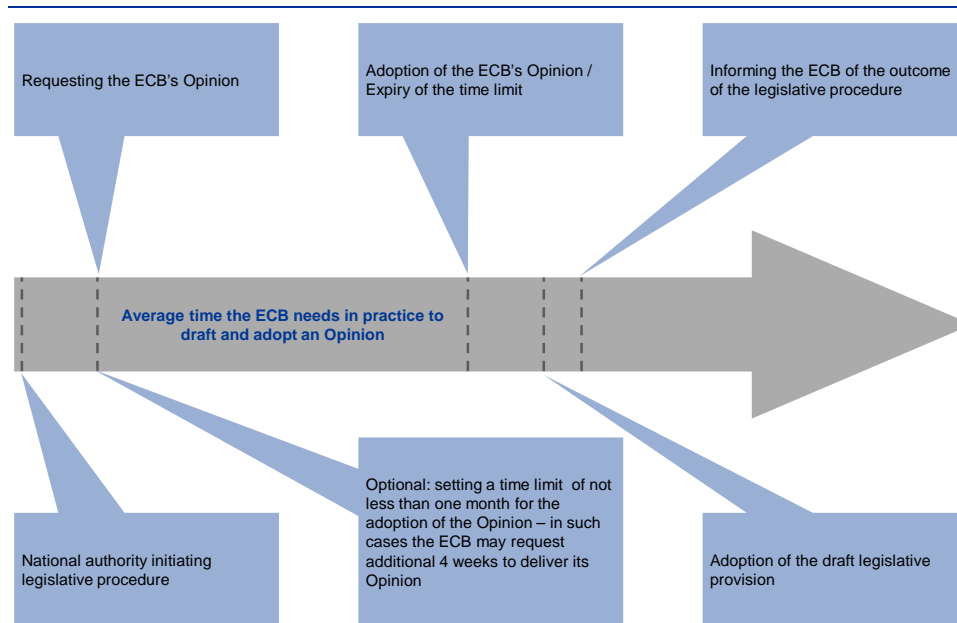 Requesting the ECB's Opinion
Adoption of the ECB's Opinion /
Expiry of the time limit
Informing the ECB of the outcome
of the legislative procedure
Average time the ECB needs in practice to
draft and adopt an Opinion
National authority initiating
legislative procedure
Optional: setting a time limit of not
less than one month for the
adoption of the Opinion – in such
cases the ECB may request
additional 4 weeks to deliver its
Opinion
Adoption of the draft legislative
provision